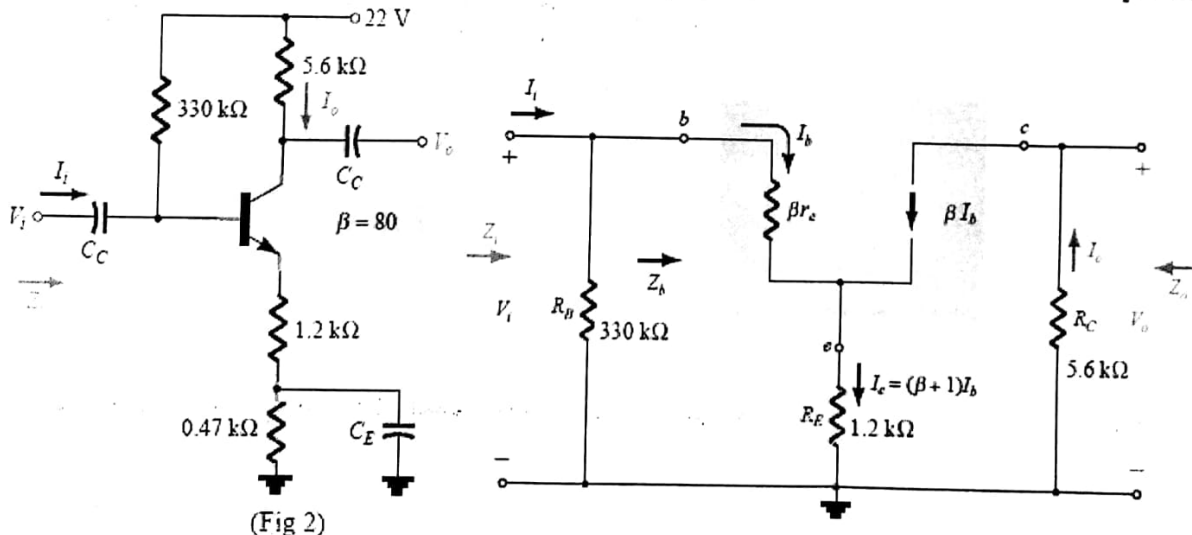 22 V
5.6 kΩ
330 kΩ
I_o
V_o
C_C
I_i
V_i
C_C
β = 80
1.2 kΩ
0.47 kΩ
C_E
(Fig 2)
I_i
+
b
I_b
c
+
βr_e
βI_b
Z_i
Z_b
I_o
Z_o
V_i
R_B
330 kΩ
R_C
V_o
5.6 kΩ
e
I_e = (β + 1)I_b
R_E
1.2 kΩ
−
−